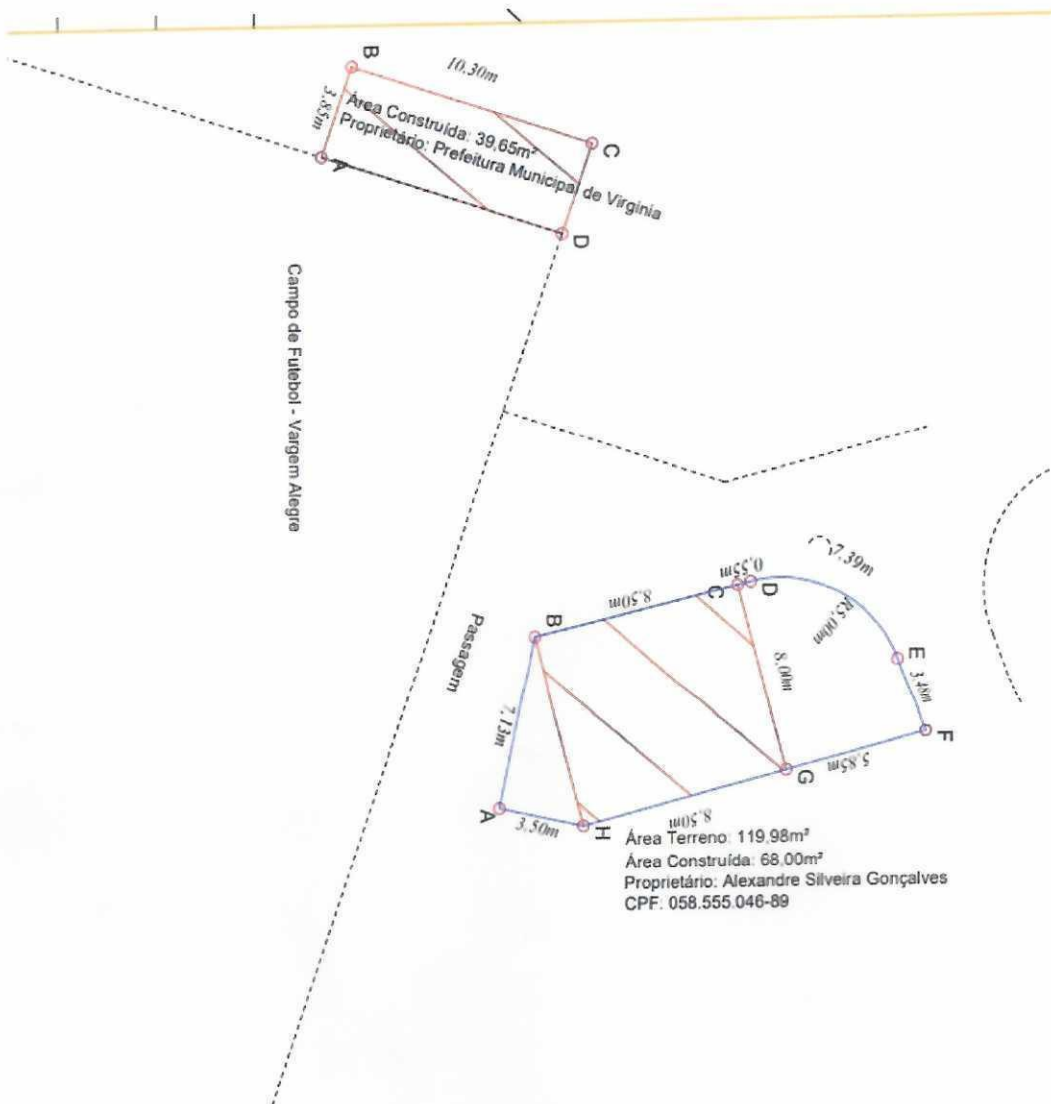 B
10.30m
C
3.85m
Área Construída: 39,65m²
Proprietário: Prefeitura Municipal de Virginia
A
D
Campo de Futebol - Vargem Alegre
7.39m
0.55m
C
D
R5,00m
8.50m
B
E
Passagem
8.00m
3.48m
7.13m
F
G
5.85m
A
3.50m
H
8.50m
Área Terreno: 119,98m²
Área Construída: 68,00m²
Proprietário: Alexandre Silveira Gonçalves
CPF: 058.555.046-89